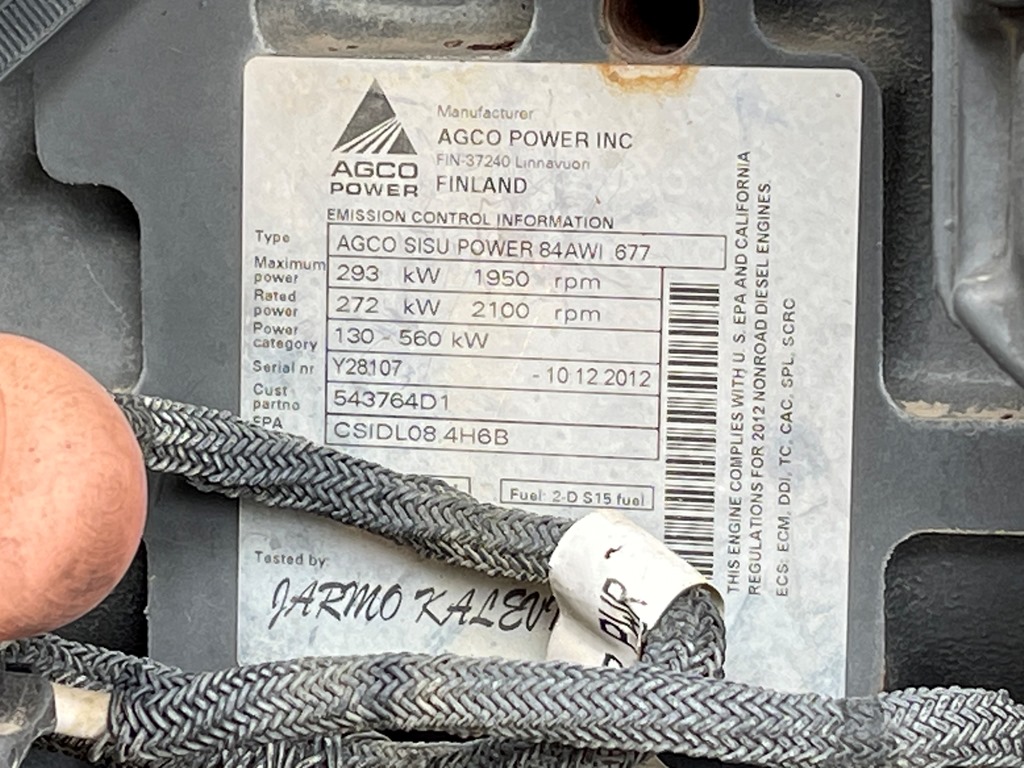 Manufacturer
AGCO POWER INC
FIN-37240 Linnavuori
FINLAND
AGCO
POWER
EMISSION CONTROL INFORMATION
Type AGCO SISU POWER 84AWI 677
Maximum power 293 kW 1950 rpm
Rated power 272 kW 2100 rpm
Power category 130 - 560 kW
Serial nr Y28107 - 10 12 2012
Cust partno 543764D1
EPA CSIDL08.4H6B
Fuel: 2-D S15 fuel
Tested by:
JARMO KALEVI
PWR
THIS ENGINE COMPLIES WITH U. S. EPA AND CALIFORNIA
REGULATIONS FOR 2012 NONROAD DIESEL ENGINES.
ECS: ECM, DDI, TC, CAC, SPL, SCRC